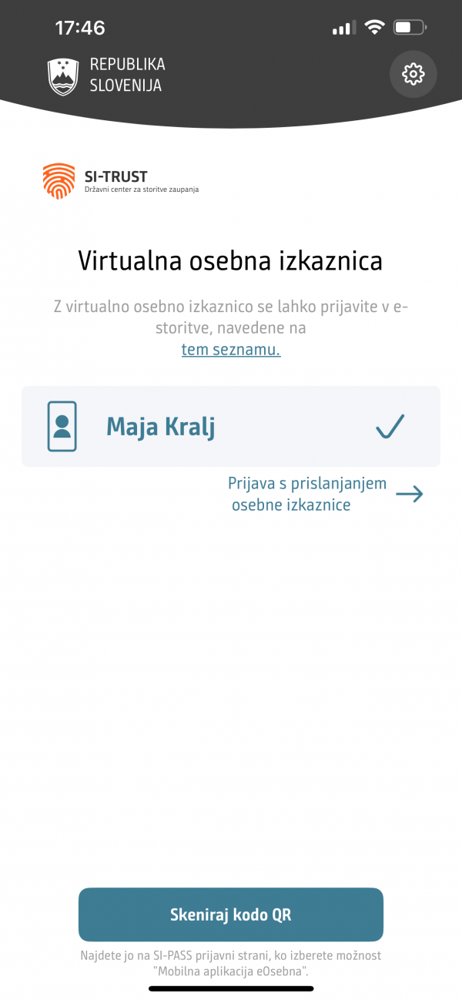 17:46
REPUBLIKA
SLOVENIJA
SI-TRUST
Državni center za storitve zaupanja
Virtualna osebna izkaznica
Z virtualno osebno izkaznico se lahko prijavite v e-
storitve, navedene na
tem seznamu.
Maja Kralj
Prijava s prislanjanjem
osebne izkaznice
Skeniraj kodo QR
Najdete jo na SI-PASS prijavni strani, ko izberete možnost
"Mobilna aplikacija eOsebna".